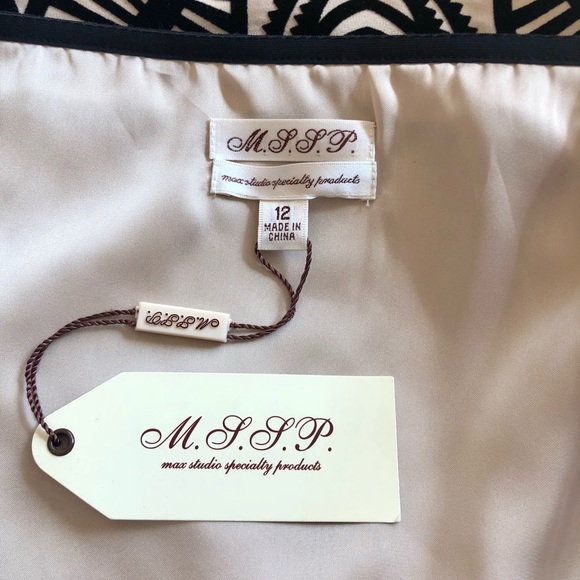 M.S.S.P.
max studio specialty products
12
MADE IN
CHINA
M.S.S.P.
M.S.S.P.
max studio specialty products